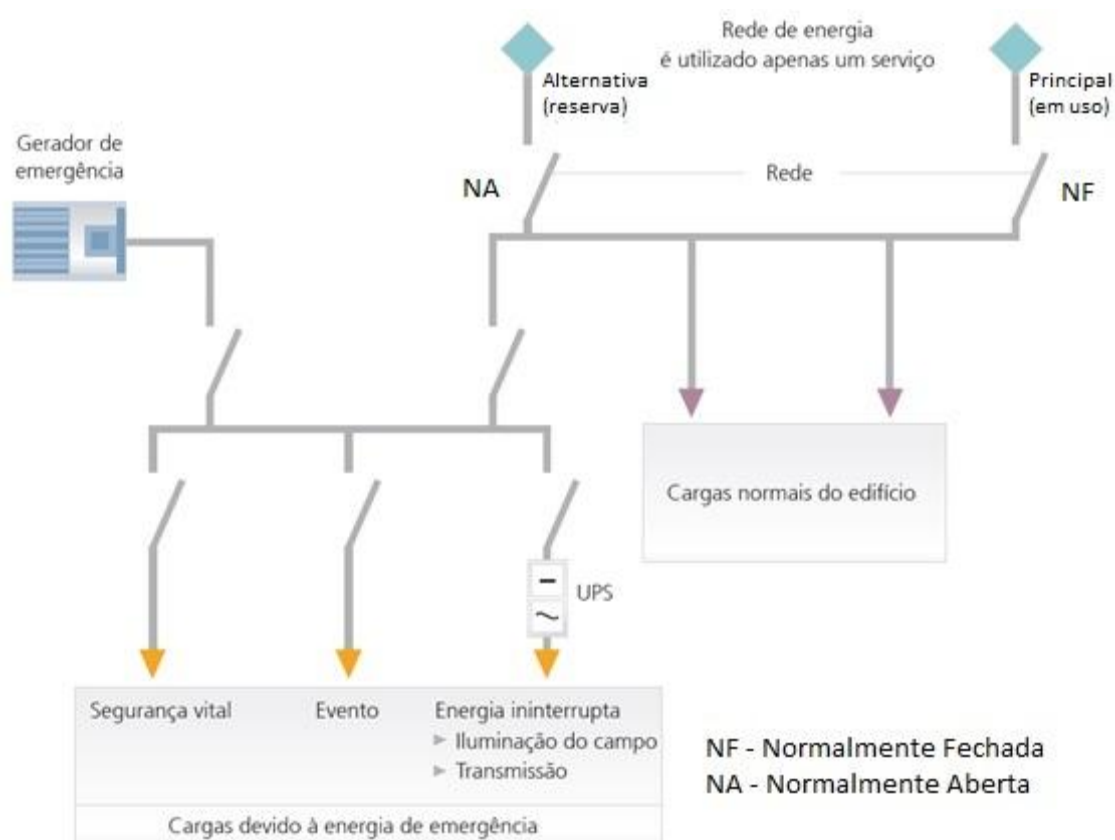 Rede de energia
é utilizado apenas um serviço
Alternativa
(reserva)
Principal
(em uso)
Gerador de
emergência
NA
Rede
NF
Cargas normais do edifício
UPS
Segurança vital
Evento
Energia ininterrupta
► Iluminação do campo
► Transmissão
NF - Normalmente Fechada
NA - Normalmente Aberta
Cargas devido à energia de emergência